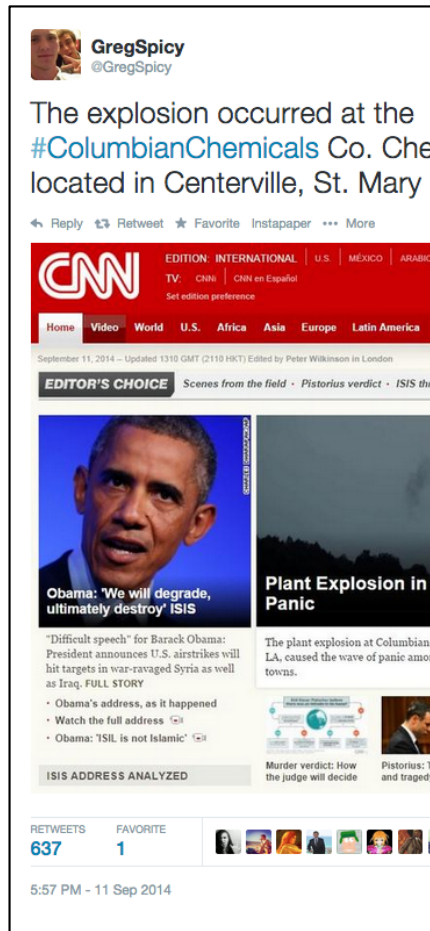 GregSpicy
@GregSpicy
The explosion occurred at the
#ColumbianChemicals Co. Che
located in Centerville, St. Mary
Reply Retweet Favorite Instapaper More
CNN
EDITION: INTERNATIONAL U.S. MÉXICO ARABIC
TV: CNNi CNN en Español
Set edition preference
Home Video World U.S. Africa Asia Europe Latin America
September 11, 2014 -- Updated 1310 GMT (2110 HKT) Edited by Peter Wilkinson in London
EDITOR'S CHOICE Scenes from the field · Pistorius verdict · ISIS th
Obama: 'We will degrade,
ultimately destroy' ISIS
"Difficult speech" for Barack Obama:
President announces U.S. airstrikes will
hit targets in war-ravaged Syria as well
as Iraq. FULL STORY
· Obama's address, as it happened
· Watch the full address
· Obama: 'ISIL is not Islamic'
ISIS ADDRESS ANALYZED
Plant Explosion in
Panic
The plant explosion at Columbian
LA, caused the wave of panic amo
towns.
Murder verdict: How
the judge will decide
Pistorius: T
and tragedy
RETWEETS FAVORITE
637 1
5:57 PM - 11 Sep 2014